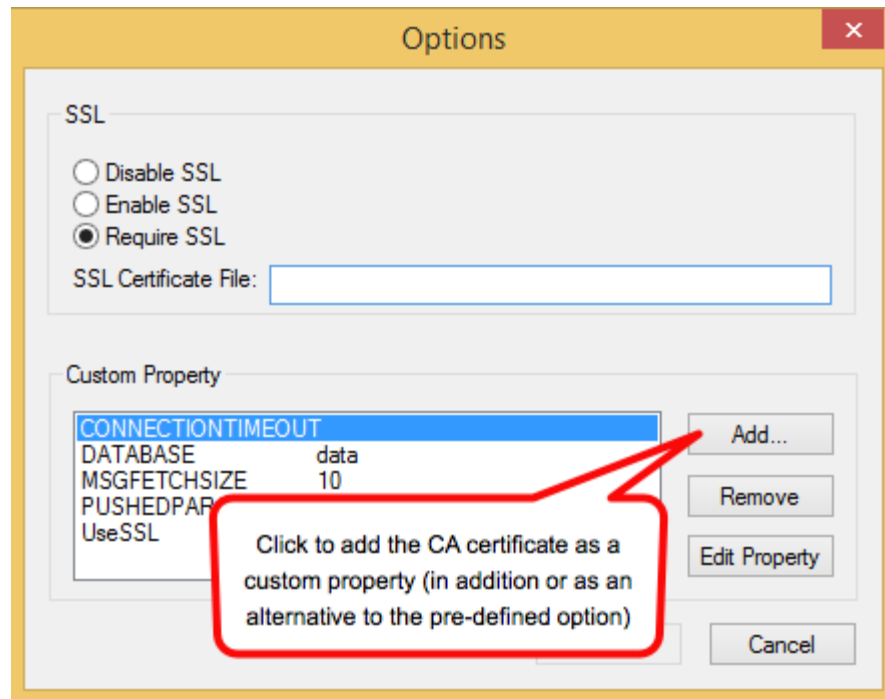 Options
SSL
Disable SSL
Enable SSL
Require SSL
SSL Certificate File:
Custom Property
CONNECTIONTIMEOUT
DATABASE data
MSGFETCHSIZE 10
PUSHEDPAR
UseSSL
Add...
Remove
Edit Property
Click to add the CA certificate as a
custom property (in addition or as an
alternative to the pre-defined option)
Cancel